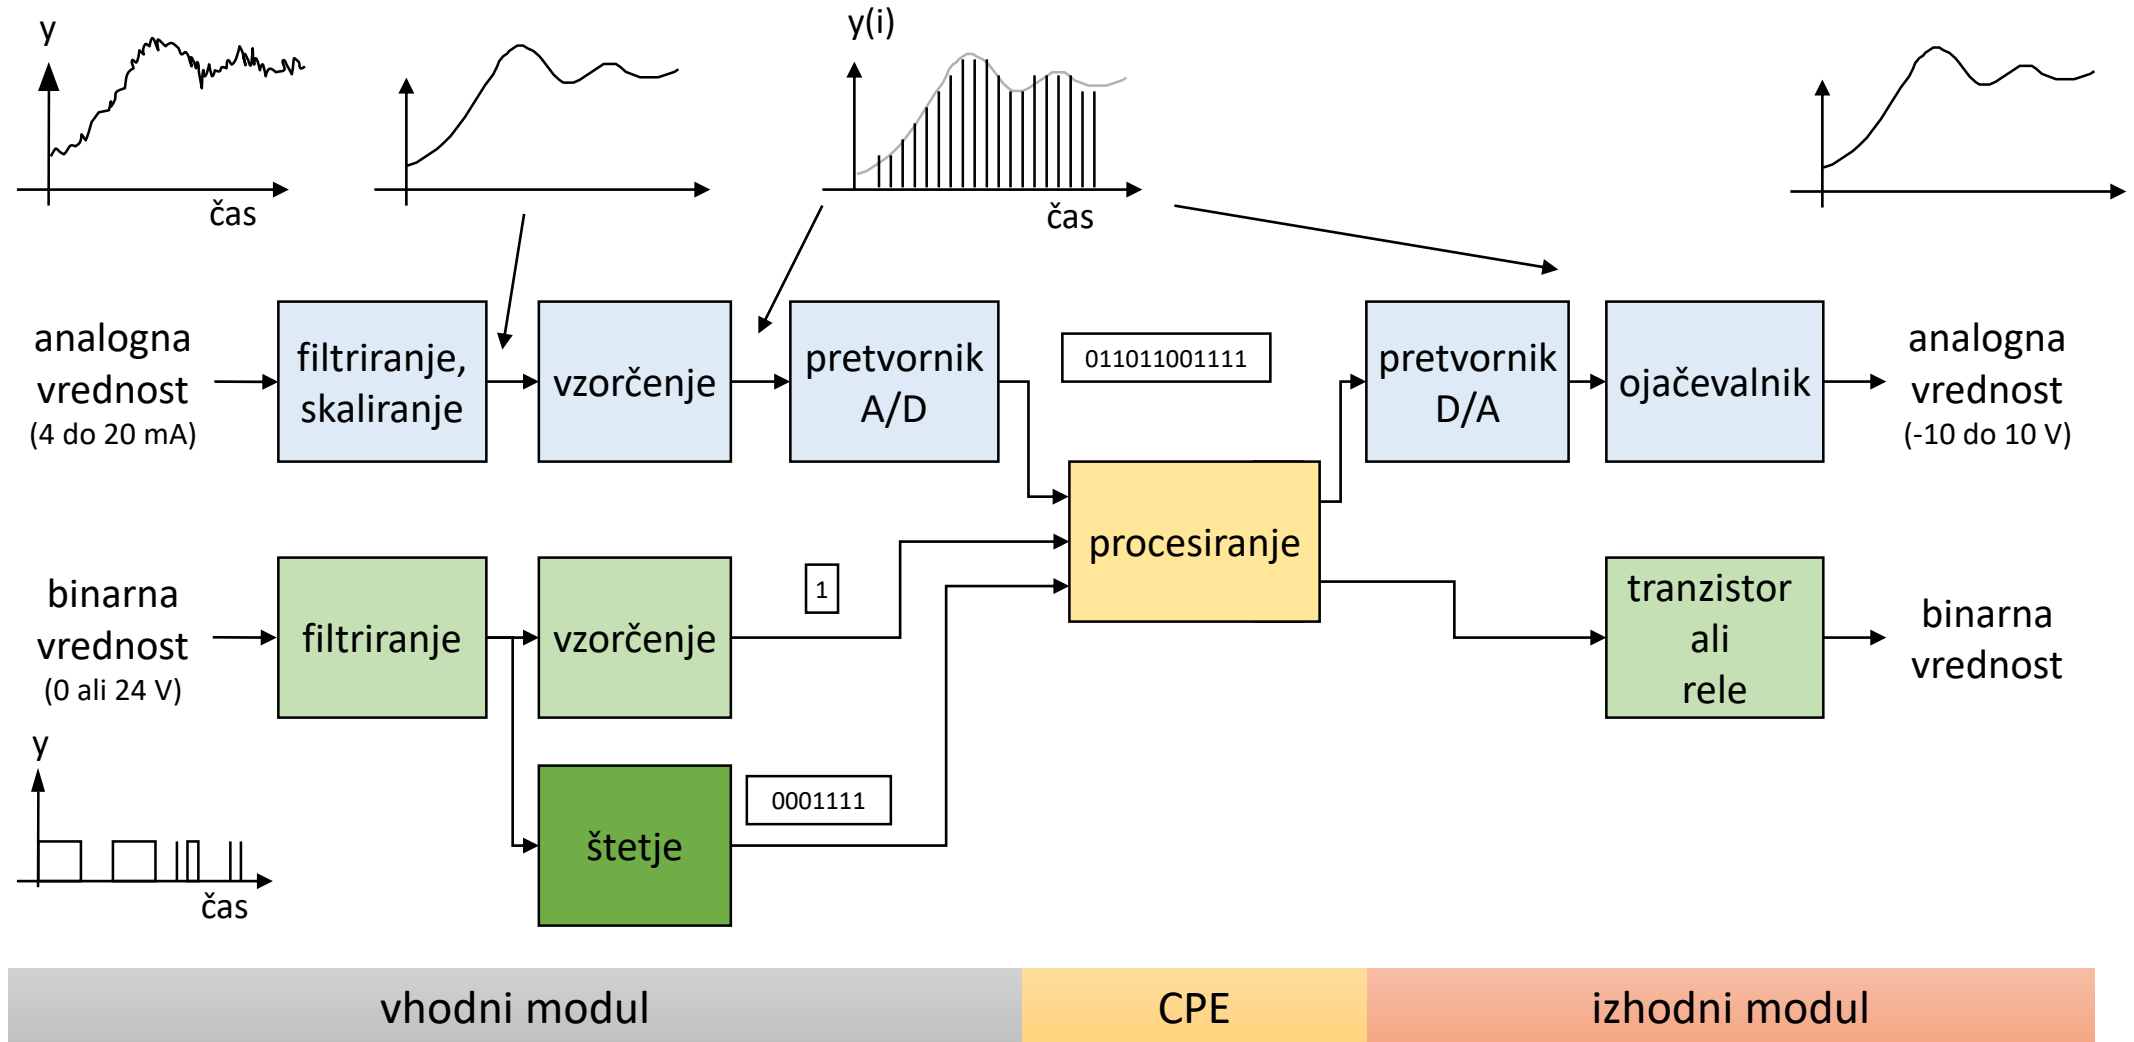 y
čas
y(i)
čas
analogna
vrednost
(4 do 20 mA)
filtriranje,
skaliranje
vzorčenje
pretvornik
A/D
011011001111
pretvornik
D/A
ojačevalnik
analogna
vrednost
(-10 do 10 V)
procesiranje
binarna
vrednost
(0 ali 24 V)
filtriranje
vzorčenje
1
tranzistor
ali
rele
binarna
vrednost
y
čas
štetje
0001111
vhodni modul
CPE
izhodni modul